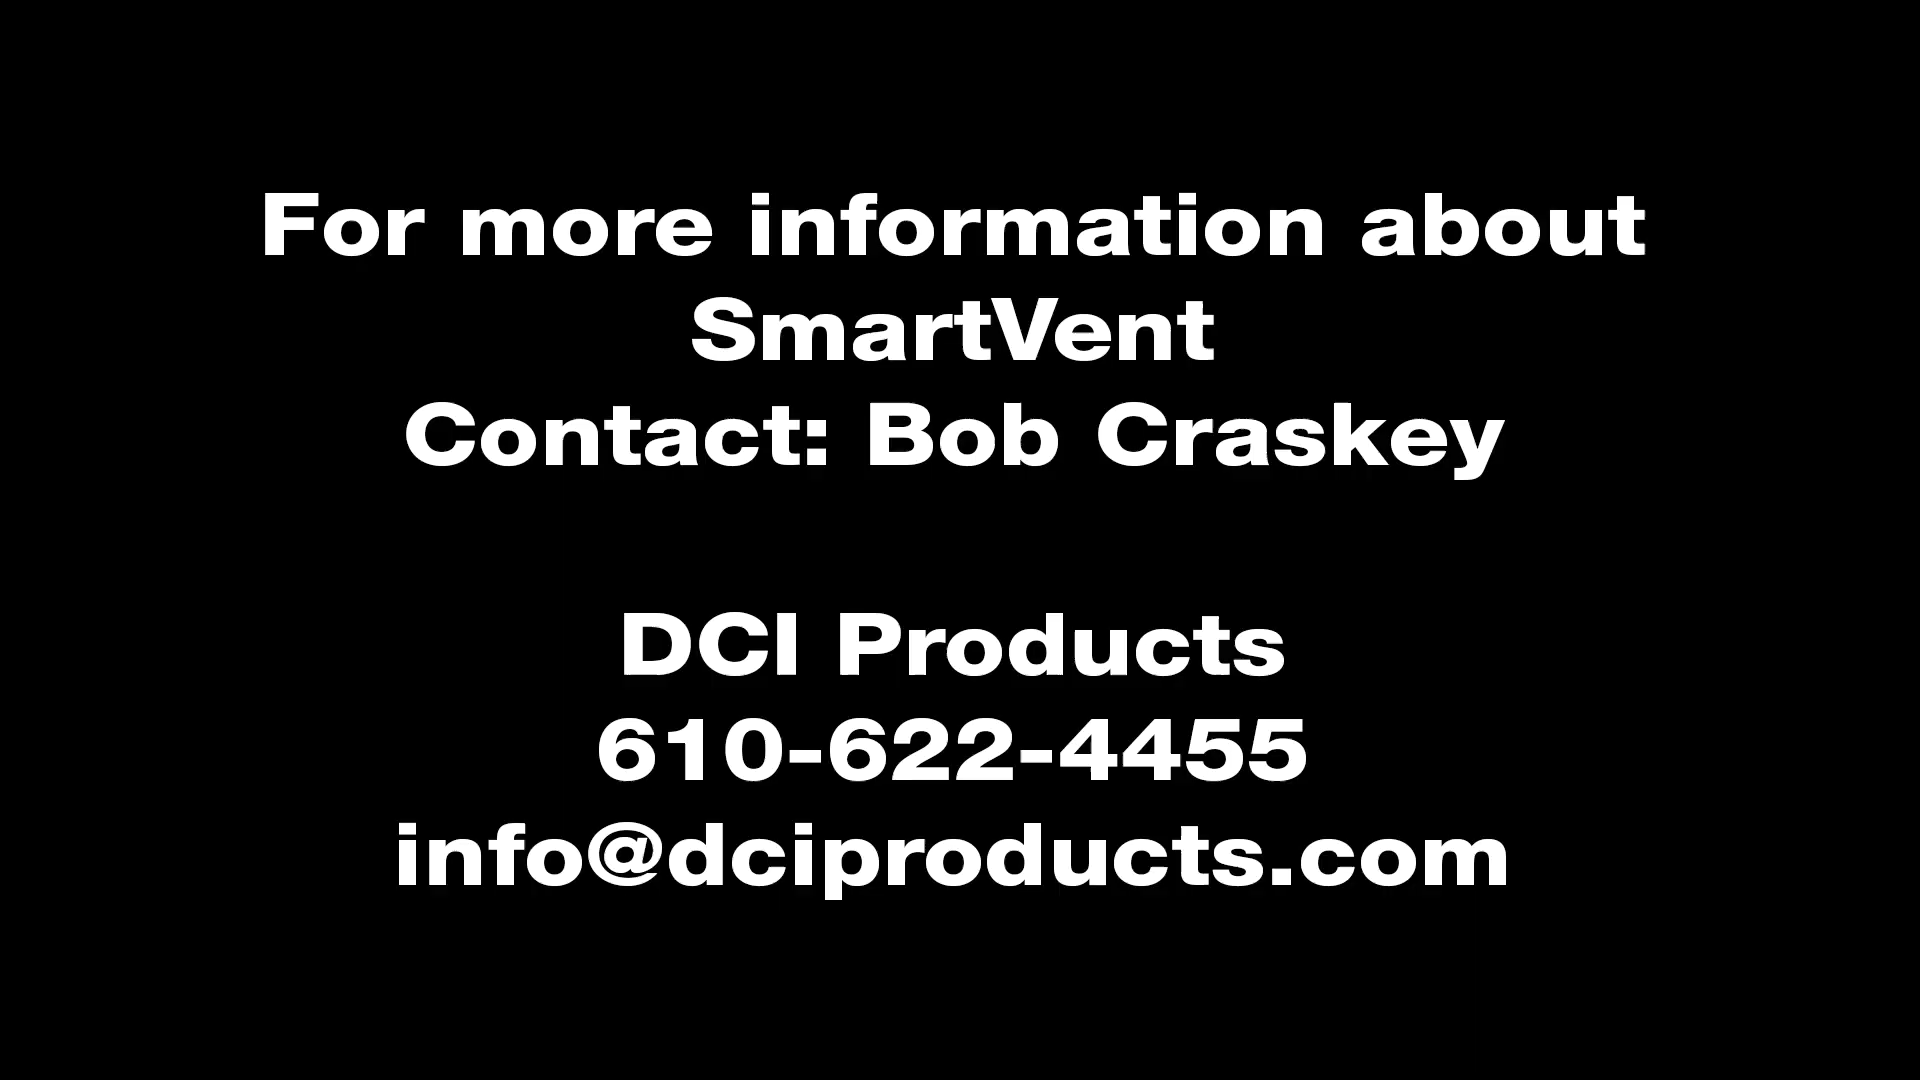 For more information about
SmartVent
Contact: Bob Craskey
DCI Products
610-622-4455
info@dciproducts.com